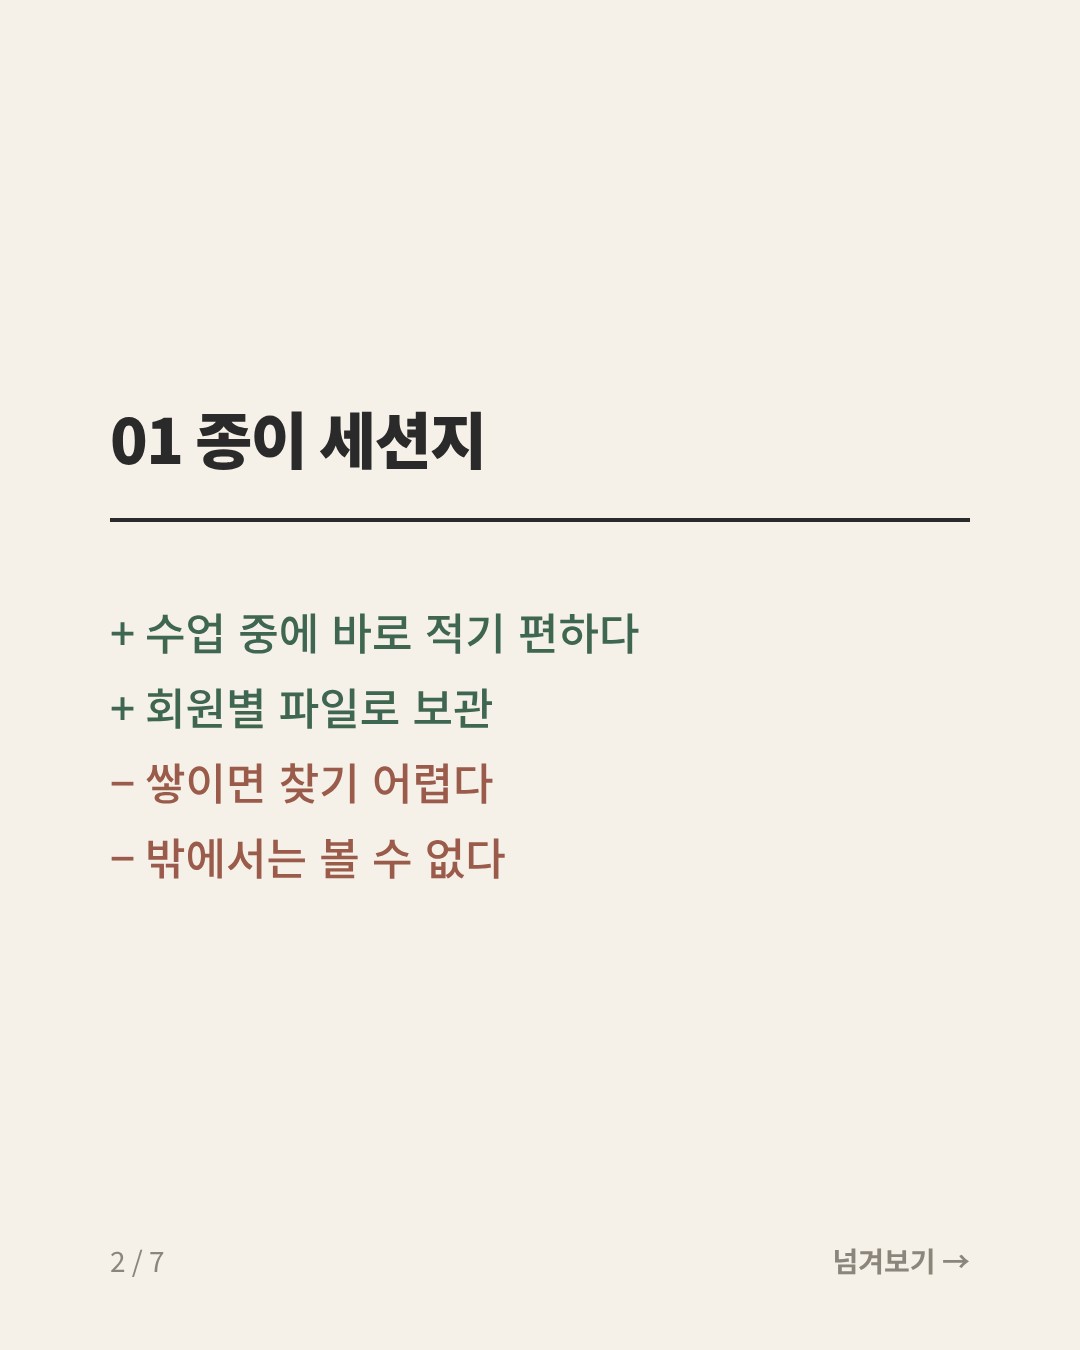 01 종이 세션지
+ 수업 중에 바로 적기 편하다
+ 회원별 파일로 보관
– 쌓이면 찾기 어렵다
– 밖에서는 볼 수 없다
2 / 7
넘겨보기 →